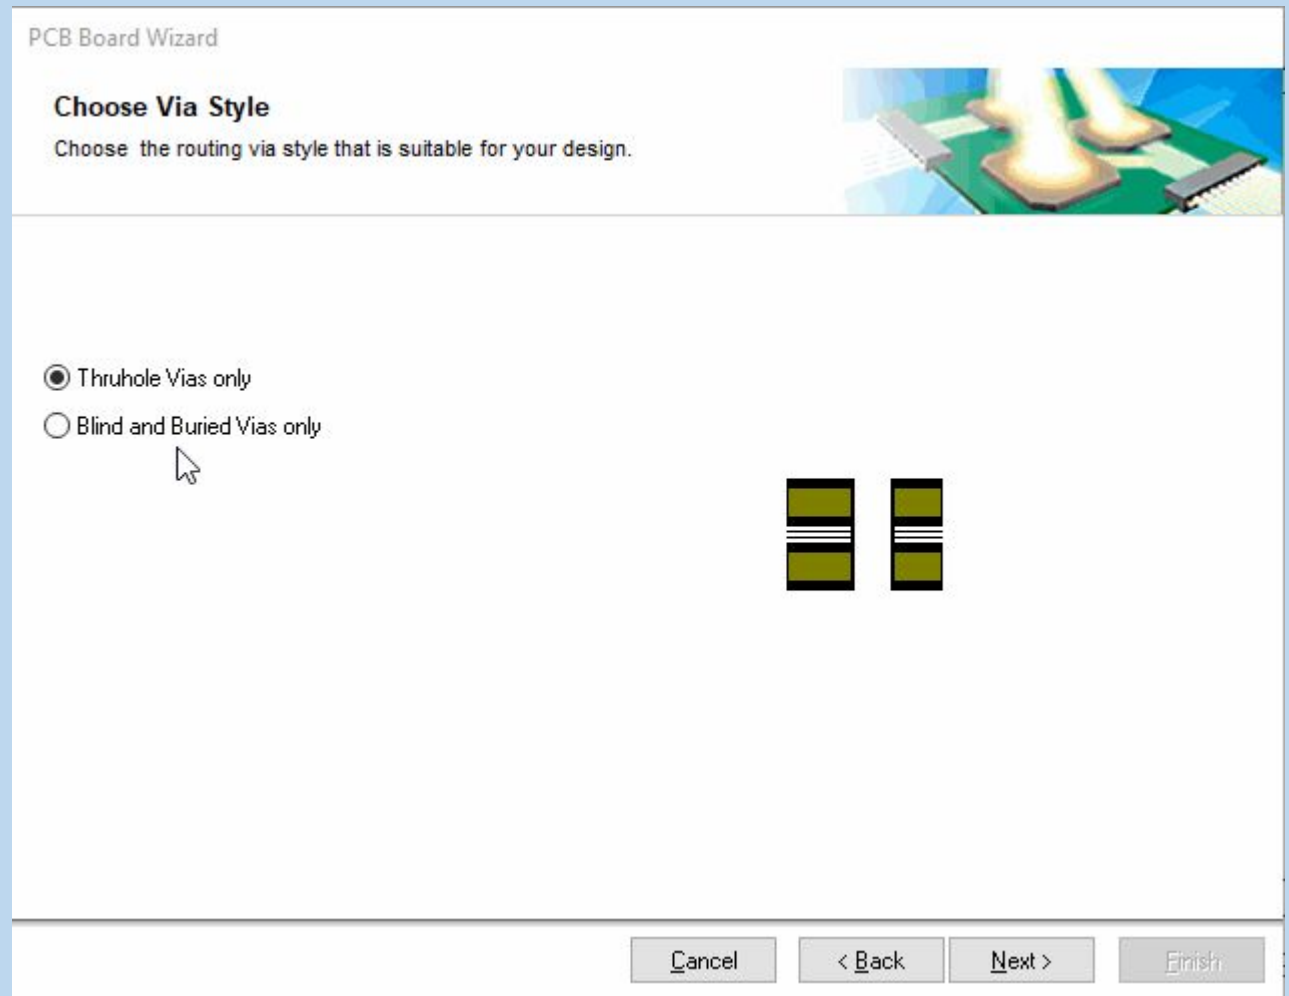 PCB Board Wizard
Choose Via Style
Choose the routing via style that is suitable for your design.
Thruhole Vias only
Blind and Buried Vias only
Cancel
< Back
Next >
Finish